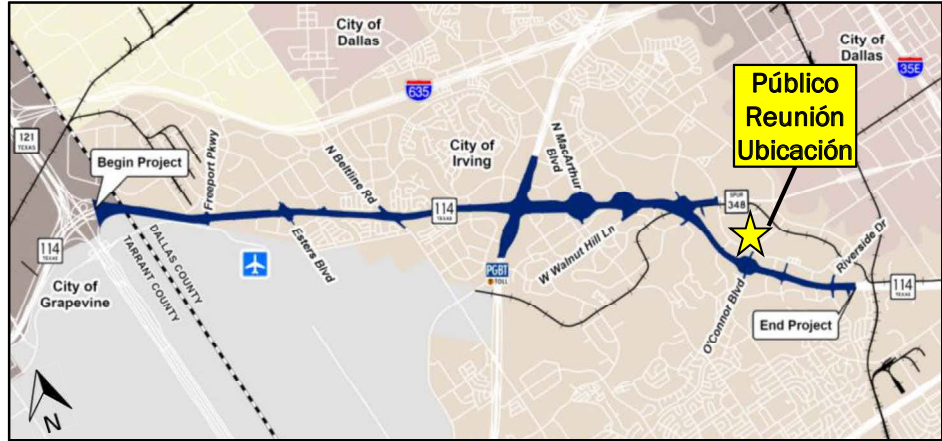 City of
Dallas
City of
Dallas
635
35E
Público
Reunión
Ubicación
121
TEXAS
Begin Project
Freeport Pkwy
N Beltline Rd
City of
Irving
N MacArthur
Blvd
114
TEXAS
SPUR
348
114
TEXAS
DALLAS COUNTY
TARRANT COUNTY
Esters Blvd
W Walnut Hill Ln
Riverside Dr
City of
Grapevine
PGBT
TOLL
O'Connor Blvd
114
TEXAS
End Project
N